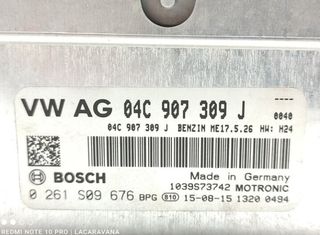 VW AG 04C 907 309 J
0040
04C 907 309 J BENZIN ME17.5.26 HW: H24
BOSCH
Made in Germany
1039S73742 MOTRONIC
0 261 S09 676 BPG 810 15-08-15 1320 0494
REDMI NOTE 10 PRO | LACARAVANA